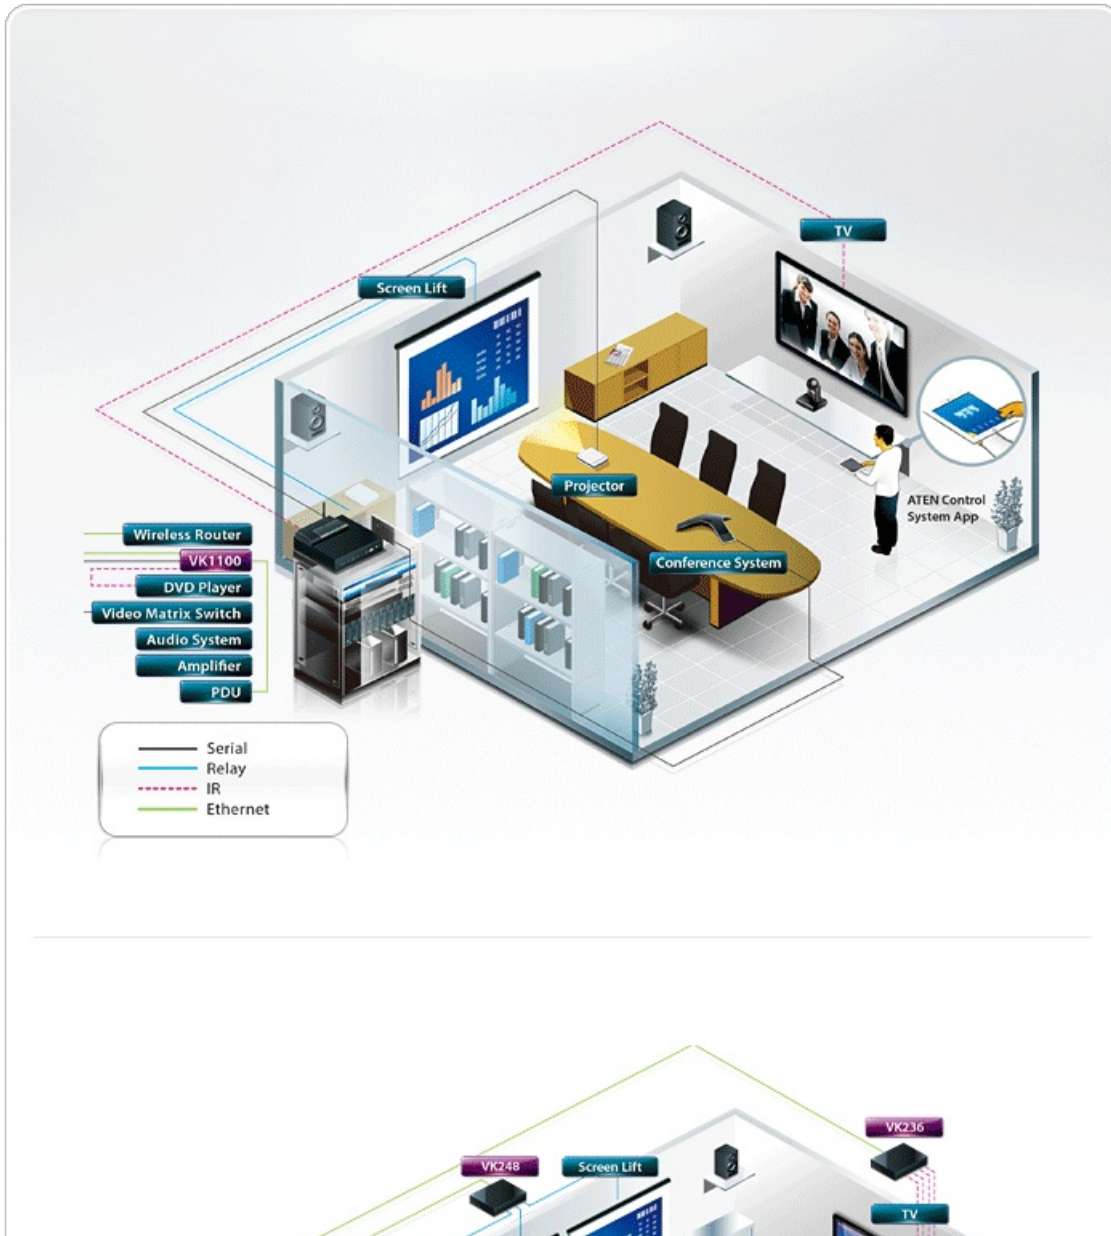 TV
Screen Lift
Projector
ATEN Control
System App
Wireless Router
VK1100
Conference System
DVD Player
Video Matrix Switch
Audio System
Amplifier
PDU
Serial
Relay
IR
Ethernet
VK236
VK248
Screen Lift
TV